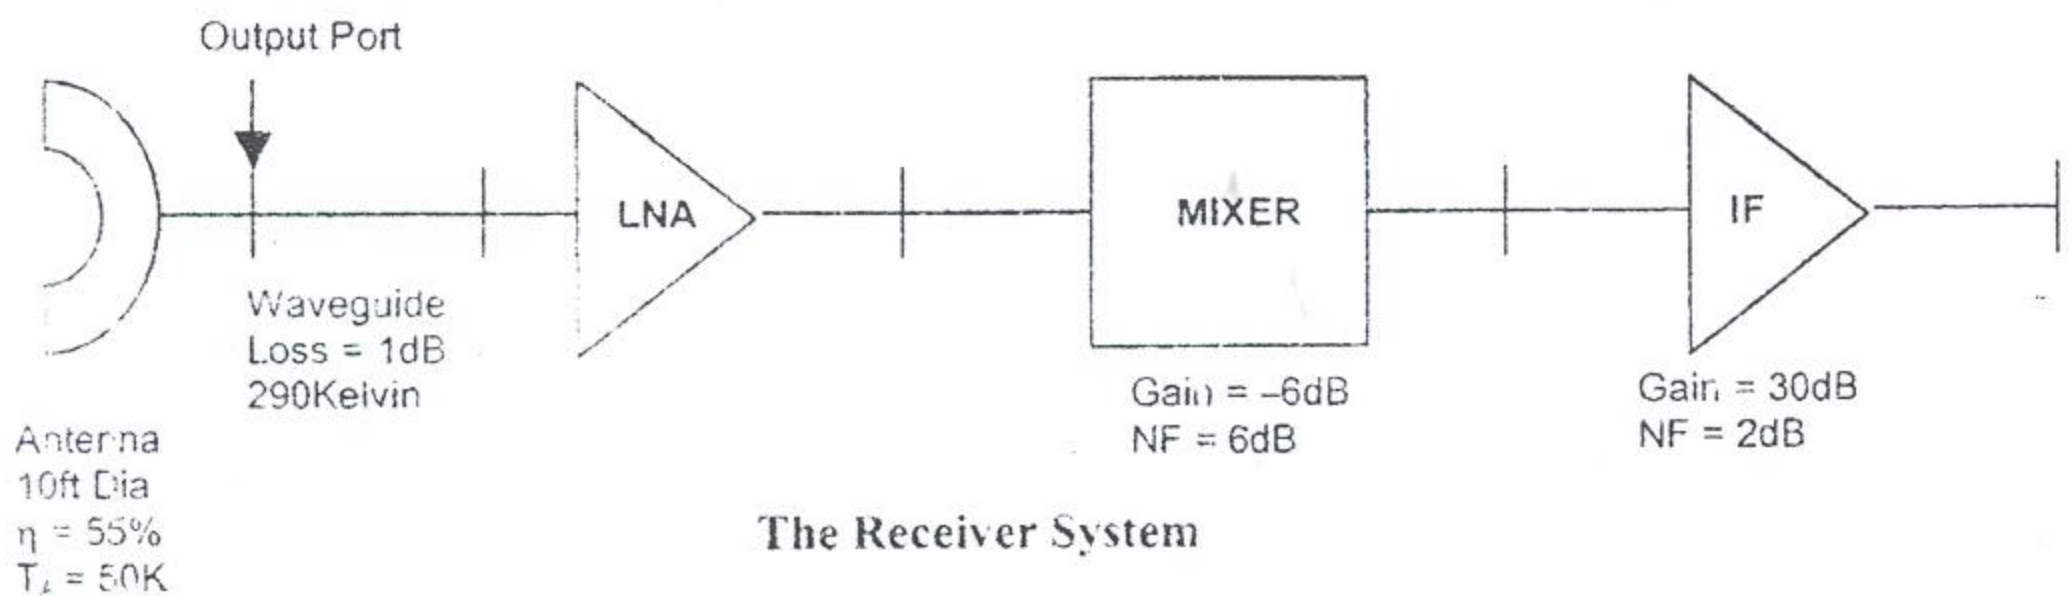 Output Port
LNA
MIXER
IF
Waveguide
Loss = 1dB
290Kelvin
Gain = –6dB
NF = 6dB
Gain = 30dB
NF = 2dB
Antenna
10ft Dia
η = 55%
T = 50K
The Receiver System